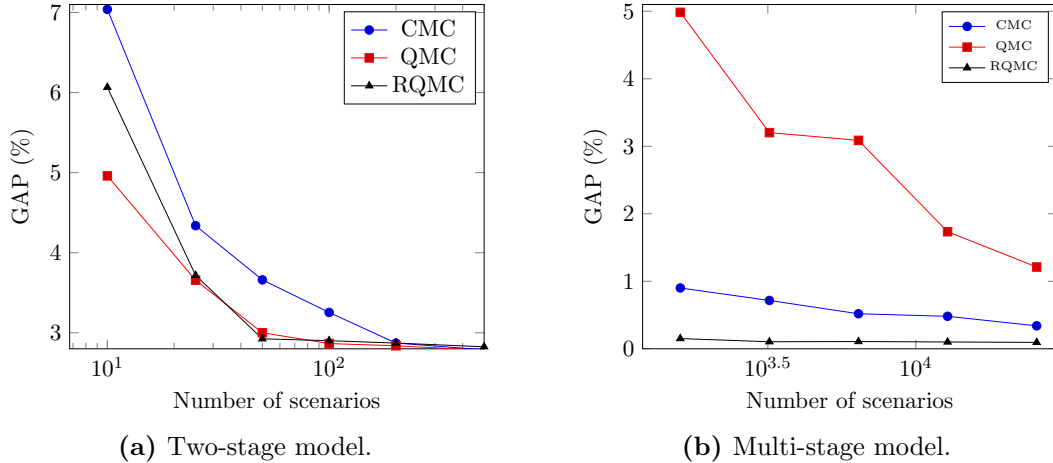 7
6
5
4
3
GAP (%)
10^1
10^2
Number of scenarios
CMC
QMC
RQMC
(a) Two-stage model.
5
4
3
2
1
0
GAP (%)
10^3.5
10^4
Number of scenarios
CMC
QMC
RQMC
(b) Multi-stage model.